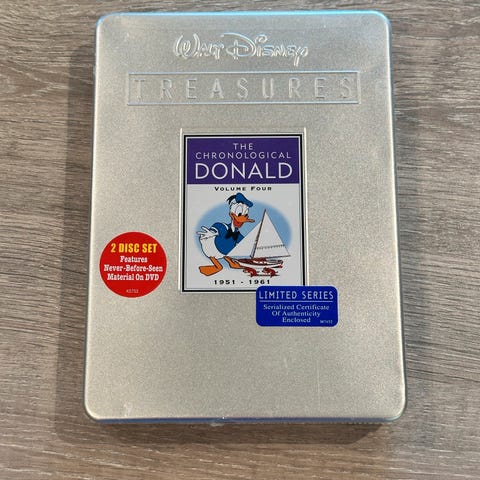 Walt Disney
TREASURES
THE
CHRONOLOGICAL
DONALD
VOLUME FOUR
1951 - 1961
2 DISC SET
Features
Never-Before-Seen
Material On DVD
LIMITED SERIES
Serialized Certificate
Of Authenticity
Enclosed